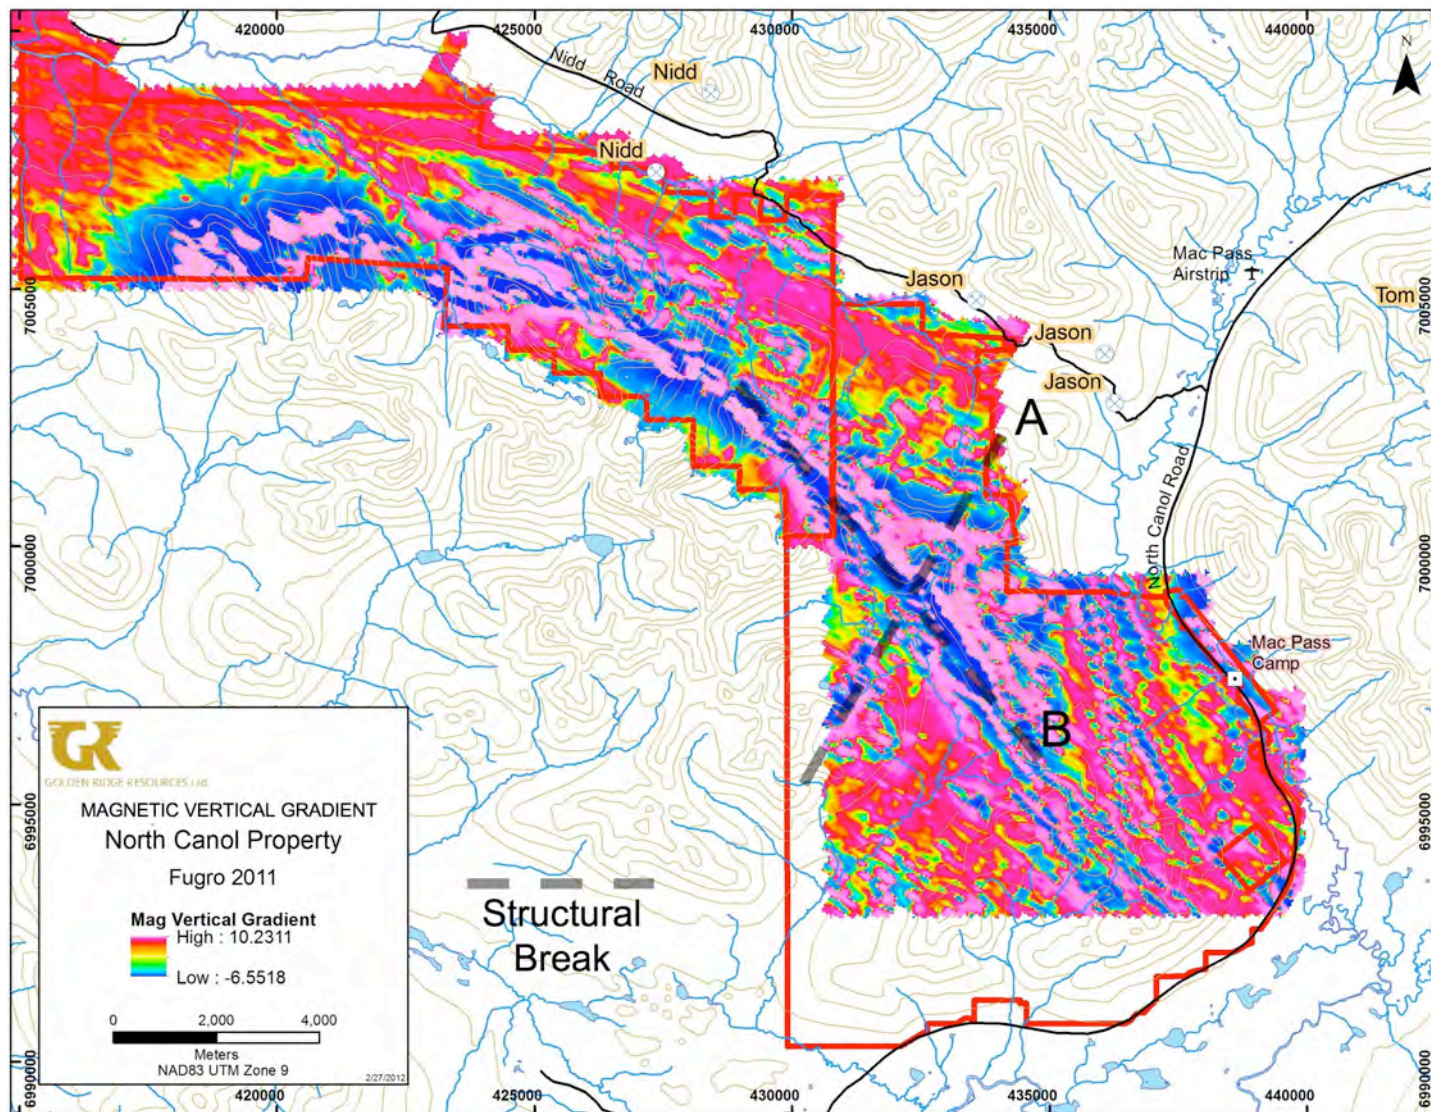 420000
425000
430000
435000
440000
N
Nidd Road
Nidd
Nidd
Mac Pass
Airstrip
Jason
Tom
7005000
7005000
Jason
Jason
A
North Canol Road
7000000
7000000
Mac Pass
Camp
B
GOLDEN RIDGE RESOURCES Ltd.
MAGNETIC VERTICAL GRADIENT
North Canol Property
Fugro 2011
Mag Vertical Gradient
High : 10.2311
Low : -6.5518
0 2,000 4,000
Meters
NAD83 UTM Zone 9
2/27/2012
6995000
6995000
Structural
Break
6990000
6990000
420000
425000
430000
435000
440000